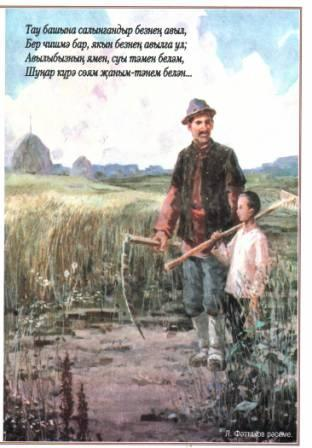 Тау башына салынгандыр безнең авыл,
Бер чишмә бар, якын безнең авылга ул;
Авылыбызның ямен, суы тәмен беләм,
Шуңар күрә сөям җаным-тәнем белән...
Л. Фәттахов рәсеме.